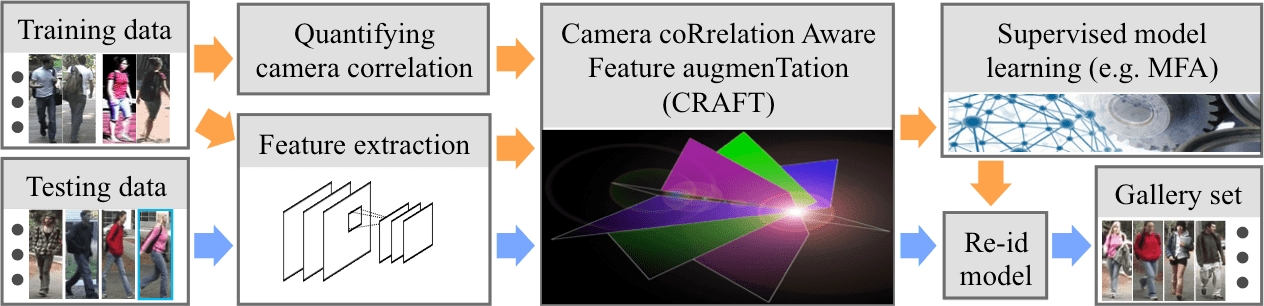 Training data
Quantifying
camera correlation
Camera coRrelation Aware
Feature augmenTation
(CRAFT)
Supervised model
learning (e.g. MFA)
Feature extraction
Testing data
Re-id
model
Gallery set